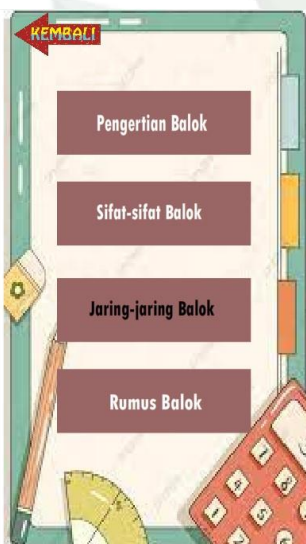 KEMBALI
Pengertian Balok
Sifat-sifat Balok
Jaring-jaring Balok
Rumus Balok